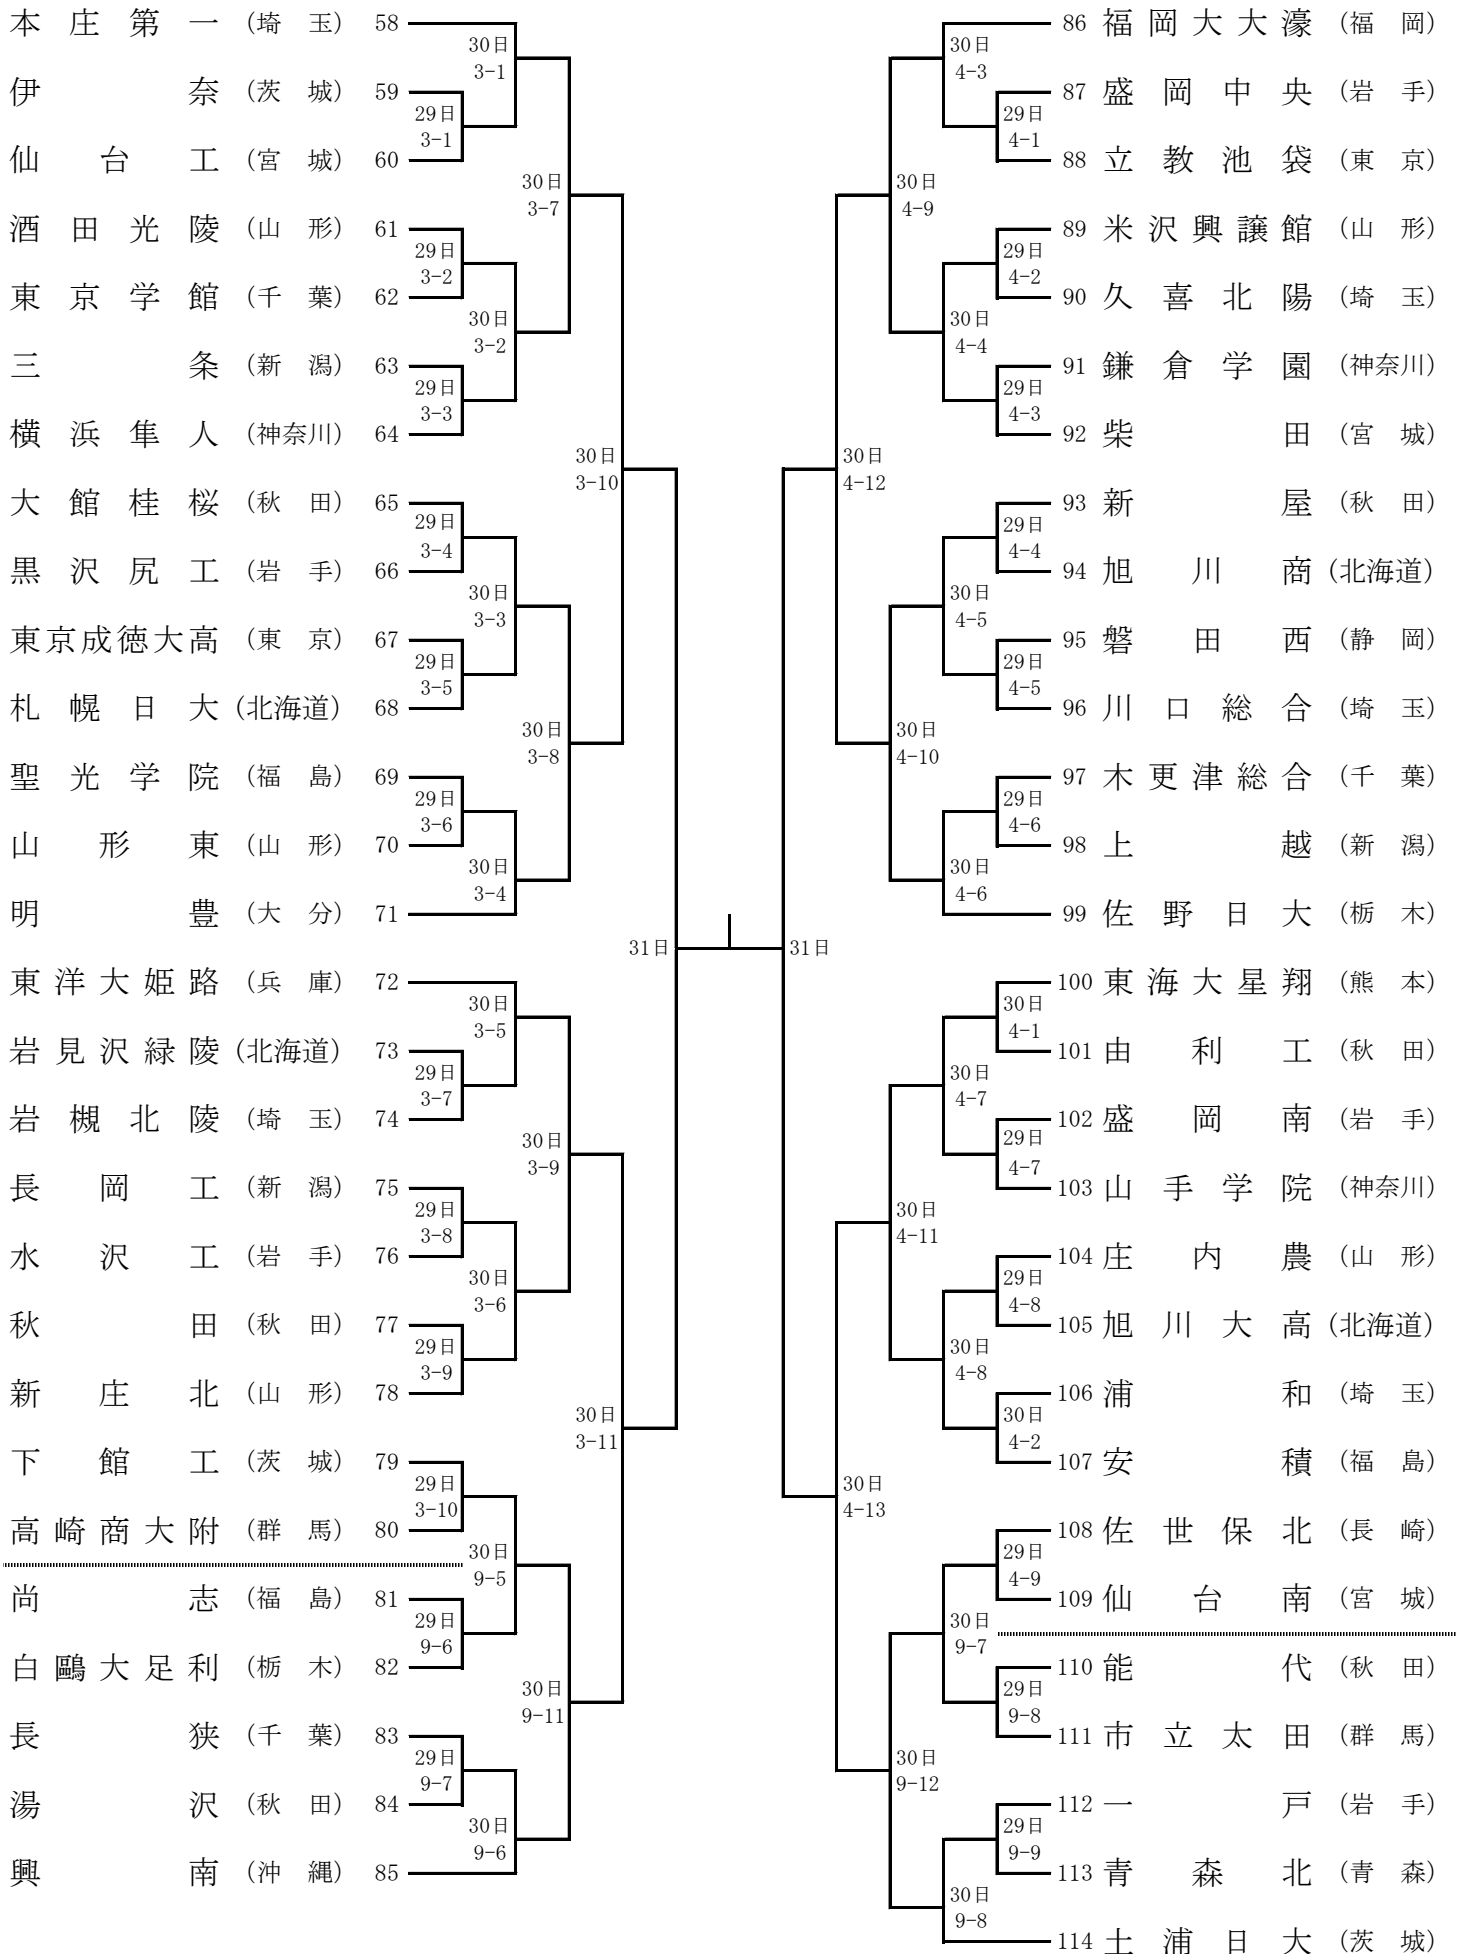 本庄第一 (埼玉) 58
30日
3-1
伊奈 (茨城) 59
29日
3-1
仙台工 (宮城) 60
30日
3-7
酒田光陵 (山形) 61
29日
3-2
東京学館 (千葉) 62
30日
3-2
三条 (新潟) 63
29日
3-3
横浜隼人 (神奈川) 64
30日
3-10
大館桂桜 (秋田) 65
29日
3-4
黒沢尻工 (岩手) 66
30日
3-3
東京成徳大高 (東京) 67
29日
3-5
札幌日大 (北海道) 68
30日
3-8
聖光学院 (福島) 69
29日
3-6
山形東 (山形) 70
30日
3-4
明豊 (大分) 71
31日
東洋大姫路 (兵庫) 72
30日
3-5
岩見沢緑陵 (北海道) 73
29日
3-7
岩槻北陵 (埼玉) 74
30日
3-9
長岡工 (新潟) 75
29日
3-8
水沢工 (岩手) 76
30日
3-6
秋田 (秋田) 77
29日
3-9
新庄北 (山形) 78
30日
3-11
下館工 (茨城) 79
29日
3-10
高崎商大附 (群馬) 80
30日
9-5
尚志 (福島) 81
29日
9-6
白鷗大足利 (栃木) 82
30日
9-11
長狭 (千葉) 83
29日
9-7
湯沢 (秋田) 84
30日
9-6
興南 (沖縄) 85
86 福岡大大濠 (福岡)
30日
4-3
87 盛岡中央 (岩手)
29日
4-1
88 立教池袋 (東京)
30日
4-9
89 米沢興譲館 (山形)
29日
4-2
90 久喜北陽 (埼玉)
30日
4-4
91 鎌倉学園 (神奈川)
29日
4-3
92 柴田 (宮城)
30日
4-12
93 新屋 (秋田)
29日
4-4
94 旭川商 (北海道)
30日
4-5
95 磐田西 (静岡)
29日
4-5
96 川口総合 (埼玉)
30日
4-10
97 木更津総合 (千葉)
29日
4-6
98 上越 (新潟)
30日
4-6
99 佐野日大 (栃木)
31日
100 東海大星翔 (熊本)
30日
4-1
101 由利工 (秋田)
30日
4-7
102 盛岡南 (岩手)
29日
4-7
103 山手学院 (神奈川)
30日
4-11
104 庄内農 (山形)
29日
4-8
105 旭川大高 (北海道)
30日
4-8
106 浦和 (埼玉)
30日
4-2
107 安積 (福島)
30日
4-13
108 佐世保北 (長崎)
29日
4-9
109 仙台南 (宮城)
30日
9-7
110 能代 (秋田)
29日
9-8
111 市立太田 (群馬)
30日
9-12
112 一戸 (岩手)
29日
9-9
113 青森北 (青森)
30日
9-8
114 土浦日大 (茨城)